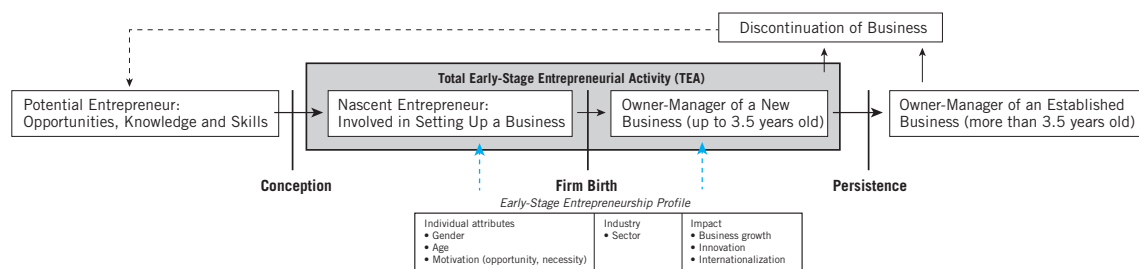 Discontinuation of Business
Total Early-Stage Entrepreneurial Activity (TEA)
Potential Entrepreneur:
Opportunities, Knowledge and Skills
Nascent Entrepreneur:
Involved in Setting Up a Business
Owner-Manager of a New
Business (up to 3.5 years old)
Owner-Manager of an Established
Business (more than 3.5 years old)
Conception
Firm Birth
Persistence
Early-Stage Entrepreneurship Profile
Individual attributes
• Gender
• Age
• Motivation (opportunity, necessity)
Industry
• Sector
Impact
• Business growth
• Innovation
• Internationalization